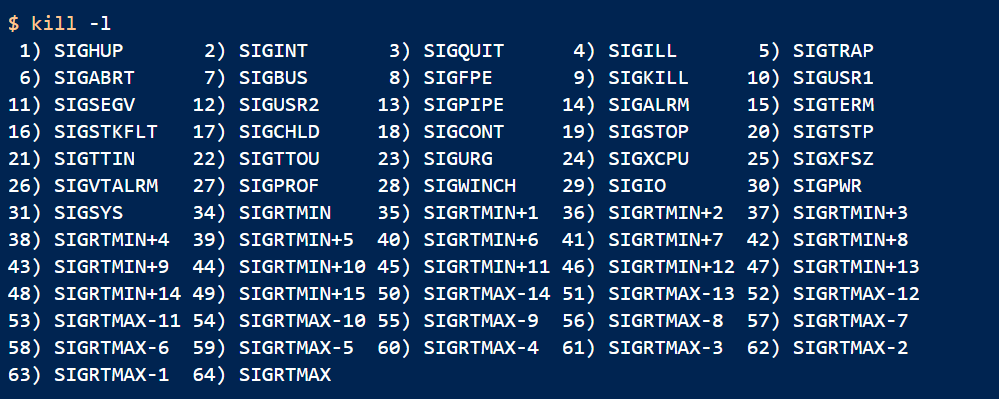 $ kill -l
 1) SIGHUP       2) SIGINT       3) SIGQUIT      4) SIGILL       5) SIGTRAP
 6) SIGABRT      7) SIGBUS       8) SIGFPE       9) SIGKILL     10) SIGUSR1
11) SIGSEGV     12) SIGUSR2     13) SIGPIPE     14) SIGALRM     15) SIGTERM
16) SIGSTKFLT   17) SIGCHLD     18) SIGCONT     19) SIGSTOP     20) SIGTSTP
21) SIGTTIN     22) SIGTTOU     23) SIGURG      24) SIGXCPU     25) SIGXFSZ
26) SIGVTALRM   27) SIGPROF     28) SIGWINCH    29) SIGIO       30) SIGPWR
31) SIGSYS      34) SIGRTMIN    35) SIGRTMIN+1  36) SIGRTMIN+2  37) SIGRTMIN+3
38) SIGRTMIN+4  39) SIGRTMIN+5  40) SIGRTMIN+6  41) SIGRTMIN+7  42) SIGRTMIN+8
43) SIGRTMIN+9  44) SIGRTMIN+10 45) SIGRTMIN+11 46) SIGRTMIN+12 47) SIGRTMIN+13
48) SIGRTMIN+14 49) SIGRTMIN+15 50) SIGRTMAX-14 51) SIGRTMAX-13 52) SIGRTMAX-12
53) SIGRTMAX-11 54) SIGRTMAX-10 55) SIGRTMAX-9  56) SIGRTMAX-8  57) SIGRTMAX-7
58) SIGRTMAX-6  59) SIGRTMAX-5  60) SIGRTMAX-4  61) SIGRTMAX-3  62) SIGRTMAX-2
63) SIGRTMAX-1  64) SIGRTMAX